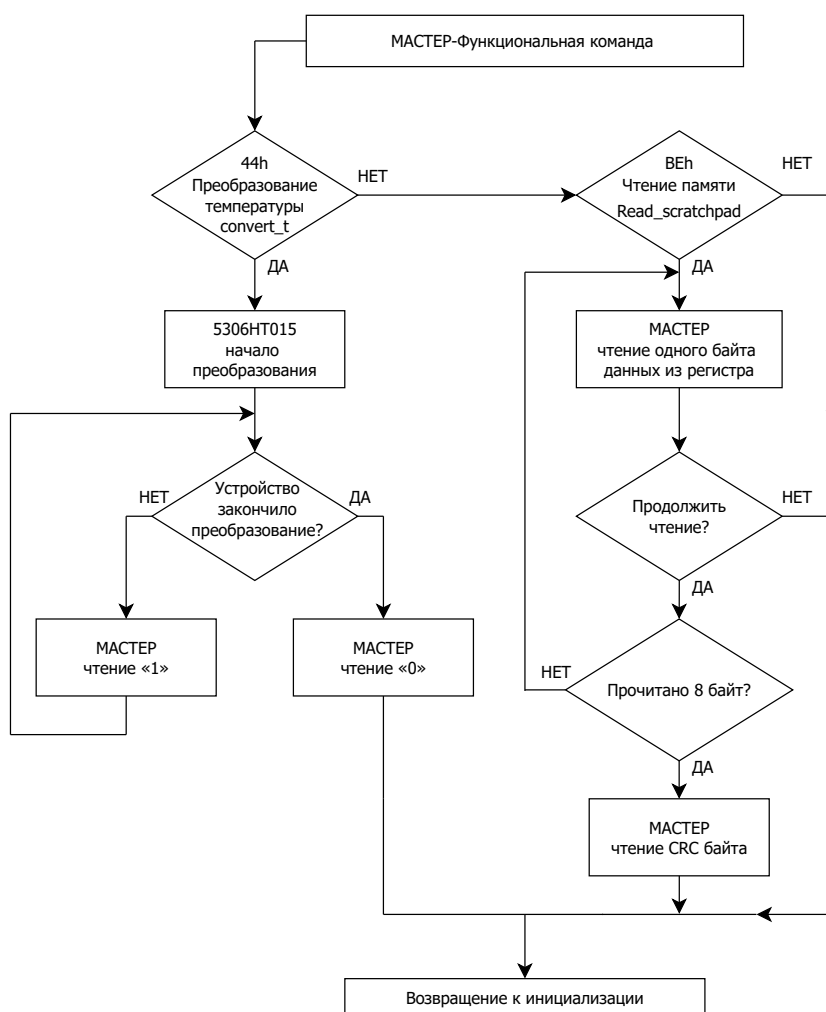 МАСТЕР-Функциональная команда
44h
Преобразование
температуры
convert_t
НЕТ
BEh
Чтение памяти
Read_scratchpad
НЕТ
ДА
ДА
5306НТ015
начало
преобразования
МАСТЕР
чтение одного байта
данных из регистра
НЕТ
Устройство
закончило
преобразование?
ДА
Продолжить
чтение?
НЕТ
ДА
МАСТЕР
чтение «1»
МАСТЕР
чтение «0»
НЕТ
Прочитано 8 байт?
ДА
МАСТЕР
чтение CRC байта
Возвращение к инициализации